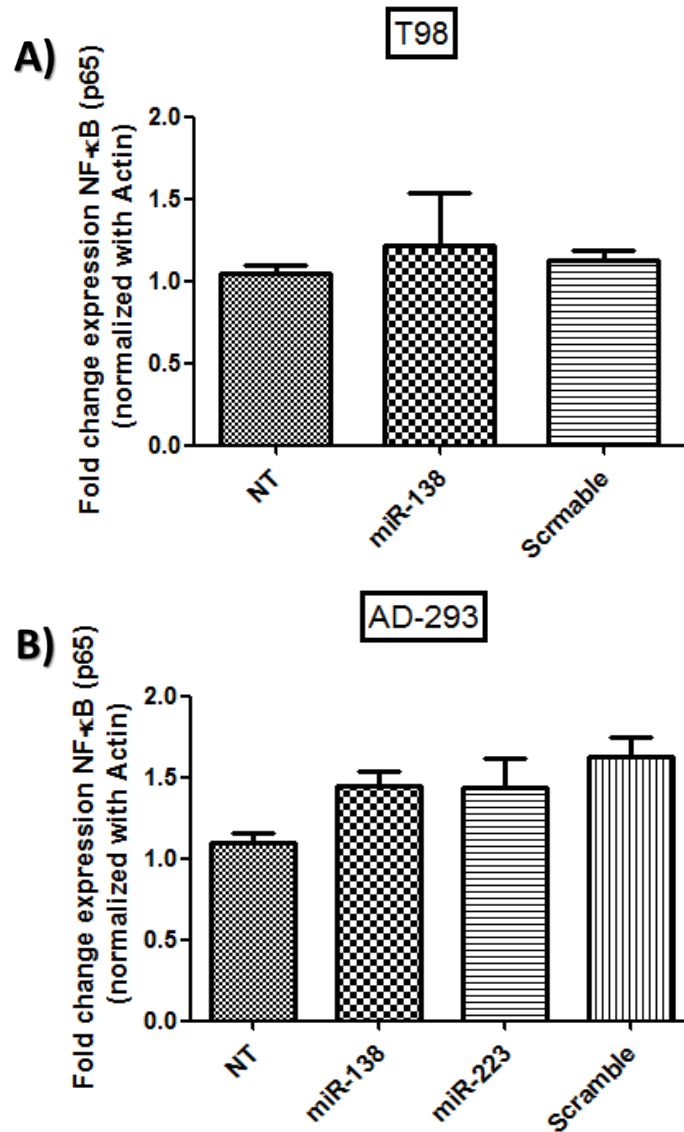 A)
T98
Fold change expression NF-κB (p65)
(normalized with Actin)
2.0
1.5
1.0
0.5
0.0
NT
miR-138
Scrmable
B)
AD-293
Fold change expression NF-κB (p65)
(normalized with Actin)
2.0
1.5
1.0
0.5
0.0
NT
miR-138
miR-223
Scramble